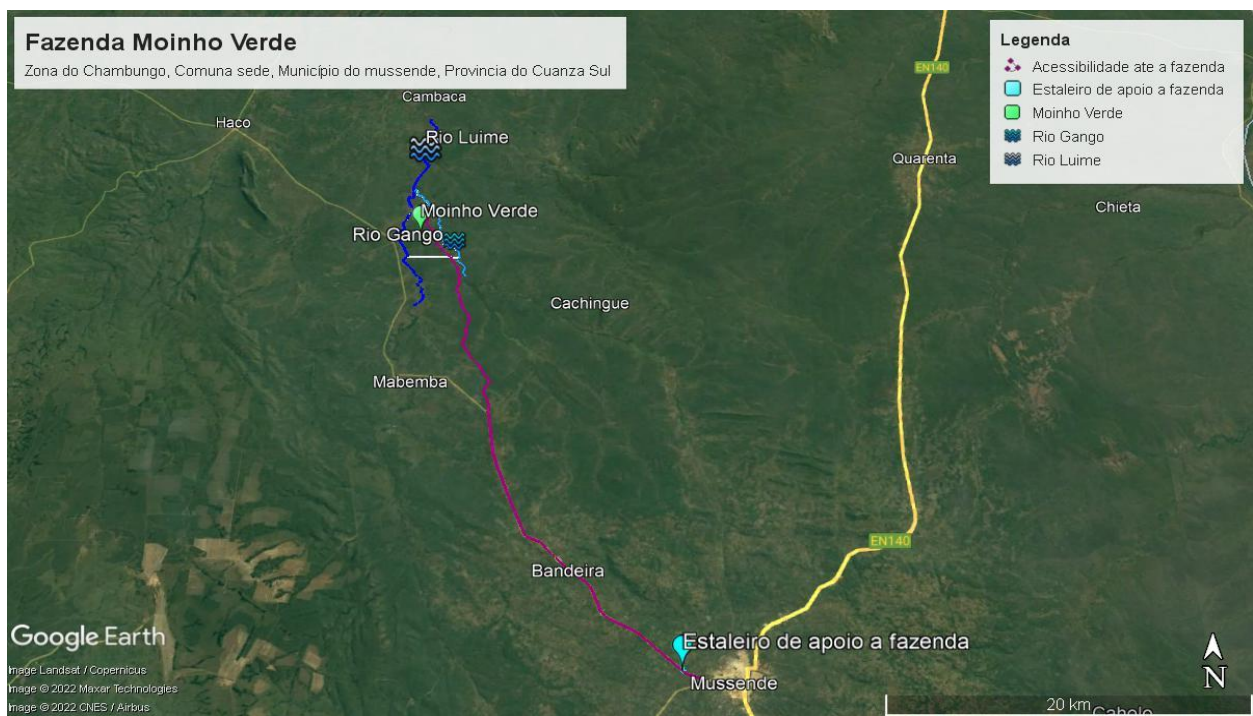 Fazenda Moinho Verde
Zona do Chambungo, Comuna sede, Município do mussende, Provincia do Cuanza Sul
Legenda
Acessibilidade ate a fazenda
Estaleiro de apoio a fazenda
Moinho Verde
Rio Gango
Rio Luime
EN140
Cambaca
Haco
Rio Luime
Quarenta
Chieta
Moinho Verde
Rio Gango
Cachingue
Mabemba
EN140
Bandeira
Google Earth
Estaleiro de apoio a fazenda
Image Landsat / Copernicus
Image © 2022 Maxar Technologies
Image © 2022 CNES / Airbus
Mussende
N
20 km